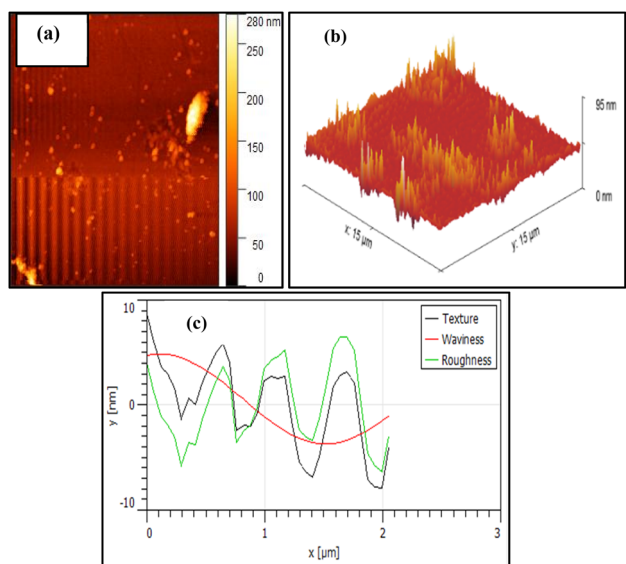 (a)
280 nm
250
200
150
100
50
0
(b)
95 nm
0 nm
x: 15 µm
y: 15 µm
(c)
Texture
Waviness
Roughness
10
0
-10
y [nm]
0 1 2 3
x [µm]